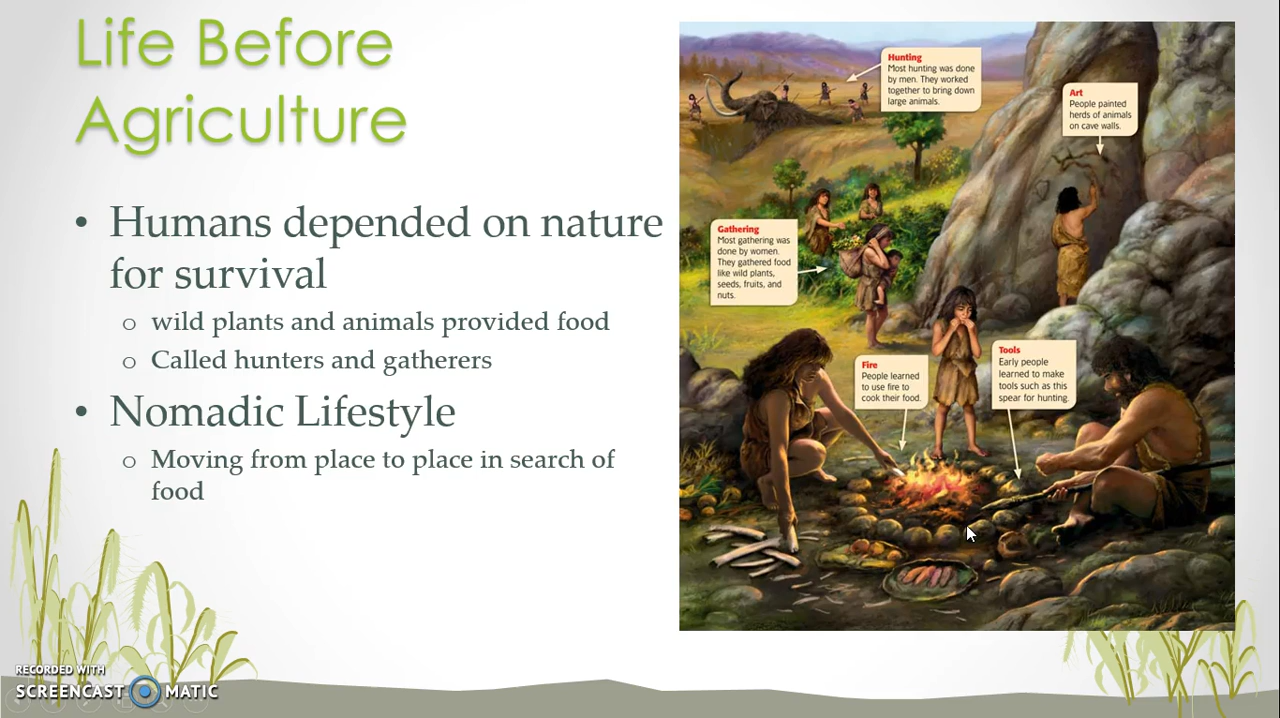 Life Before
Agriculture
• Humans depended on nature
for survival
o wild plants and animals provided food
o Called hunters and gatherers
• Nomadic Lifestyle
o Moving from place to place in search of
food
Hunting
Most hunting was done
by men. They worked
together to bring down
large animals.
Art
People painted
herds of animals
on cave walls.
Gathering
Most gathering was
done by women.
They gathered food
like wild plants,
seeds, fruits, and
nuts.
Fire
People learned
to use fire to
cook their food.
Tools
Early people
learned to make
tools such as this
spear for hunting.
RECORDED WITH
SCREENCAST MATIC